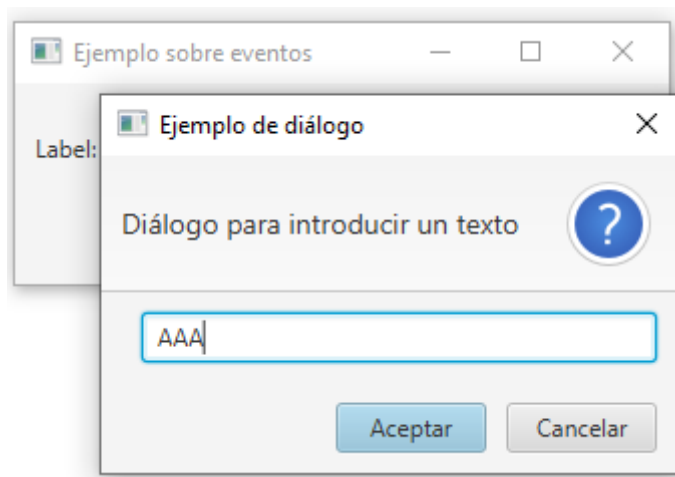 Ejemplo sobre eventos
Label:
Ejemplo de diálogo
Diálogo para introducir un texto
?
AAA
Aceptar
Cancelar